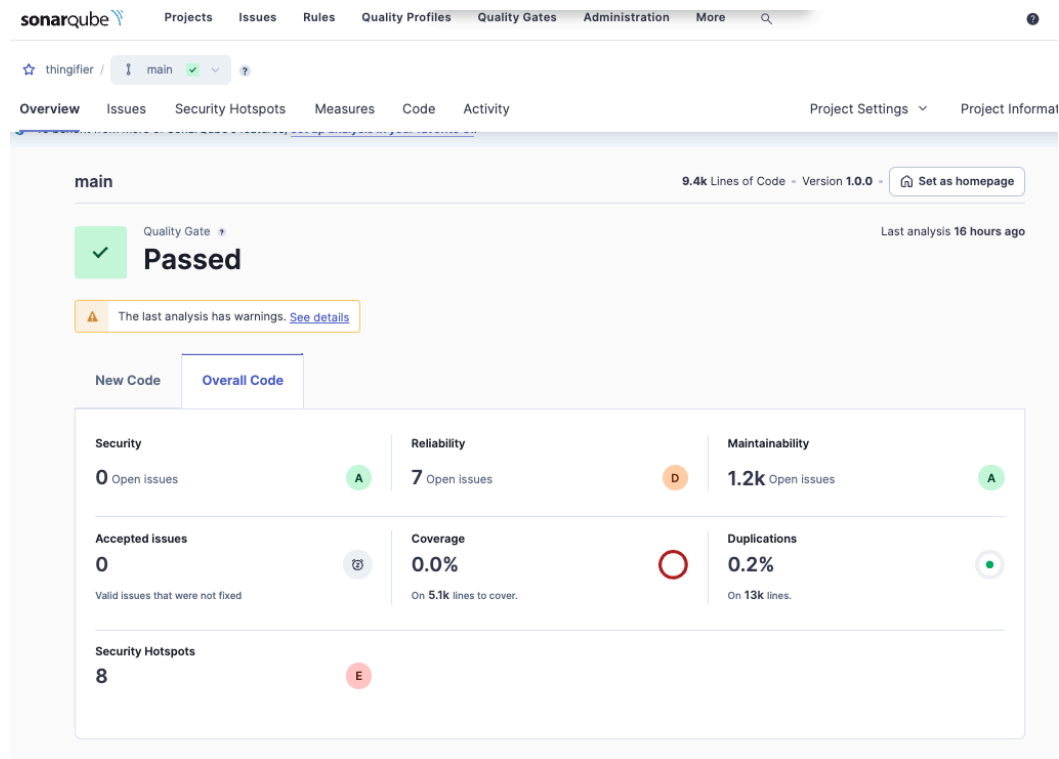 sonarqube Projects Issues Rules Quality Profiles Quality Gates Administration More ?
thingifier / main ?
Overview Issues Security Hotspots Measures Code Activity Project Settings Project Informat
main 9.4k Lines of Code - Version 1.0.0 - Set as homepage
Quality Gate ? Last analysis 16 hours ago
Passed
The last analysis has warnings. See details
New Code Overall Code
Security Reliability Maintainability
0 Open issues A 7 Open issues D 1.2k Open issues A
Accepted issues Coverage Duplications
0 0.0% 0.2%
Valid issues that were not fixed On 5.1k lines to cover. On 13k lines.
Security Hotspots
8 E